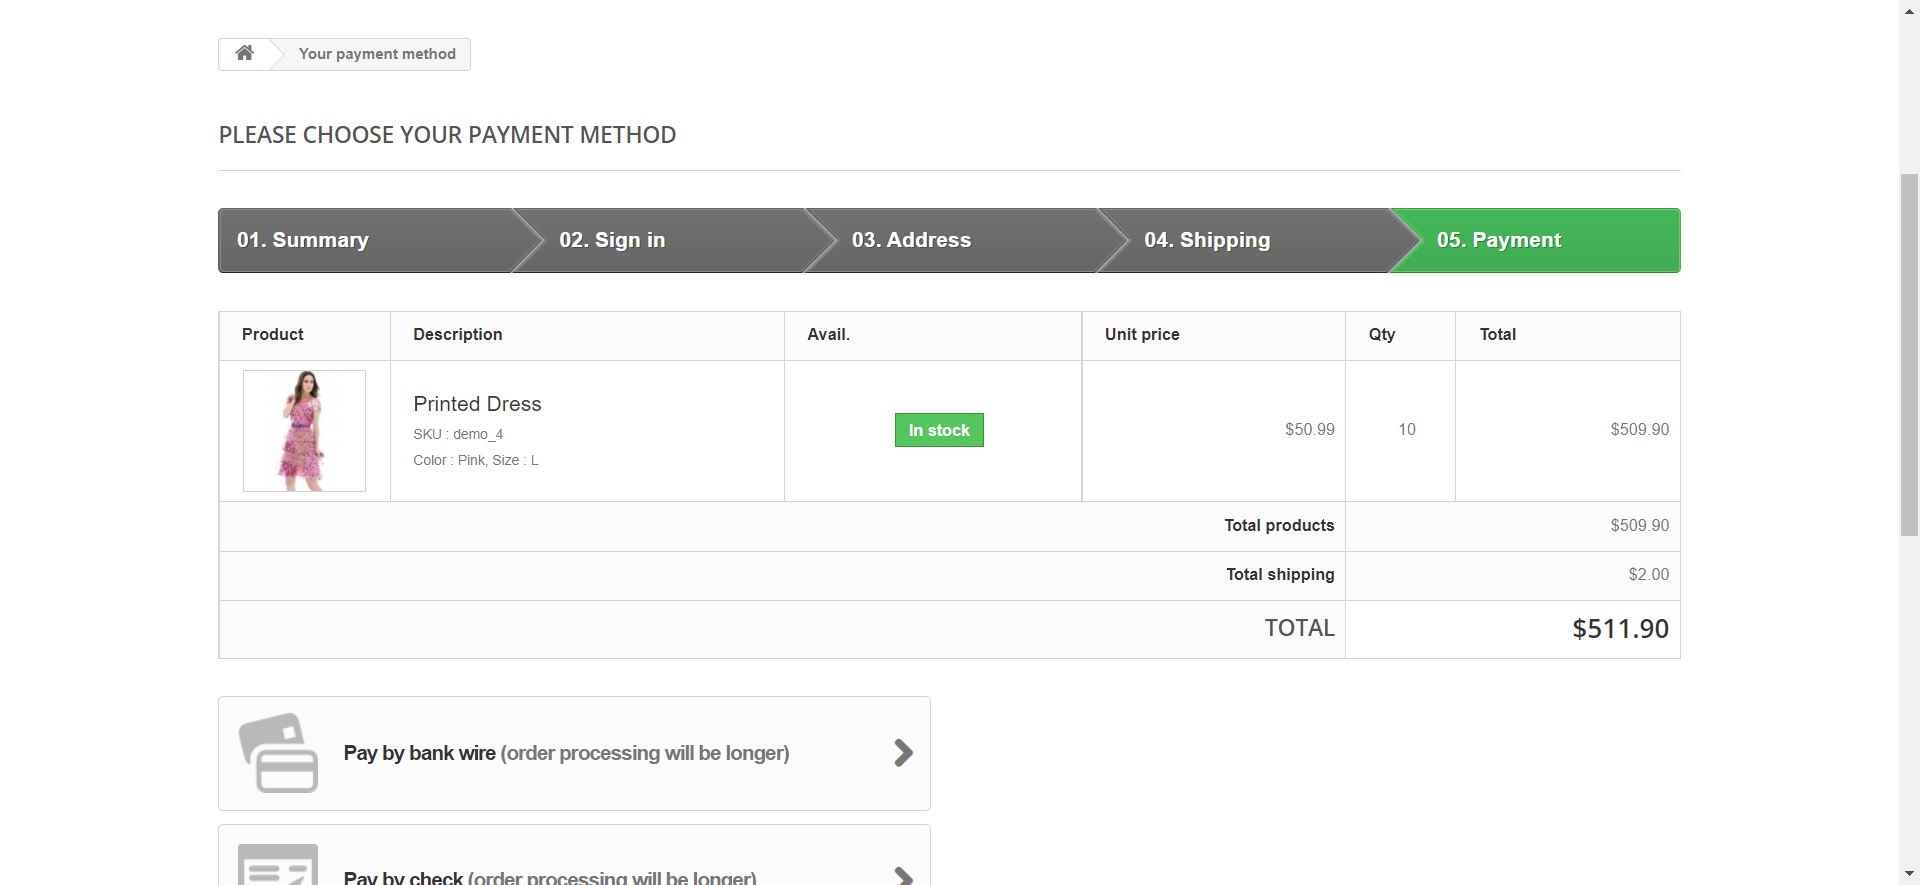 Your payment method
PLEASE CHOOSE YOUR PAYMENT METHOD
01. Summary
02. Sign in
03. Address
04. Shipping
05. Payment
Product
Description
Avail.
Unit price
Qty
Total
Printed Dress
SKU : demo_4
Color : Pink, Size : L
In stock
$50.99
10
$509.90
Total products
$509.90
Total shipping
$2.00
TOTAL
$511.90
Pay by bank wire (order processing will be longer)
Pay by check (order processing will be longer)